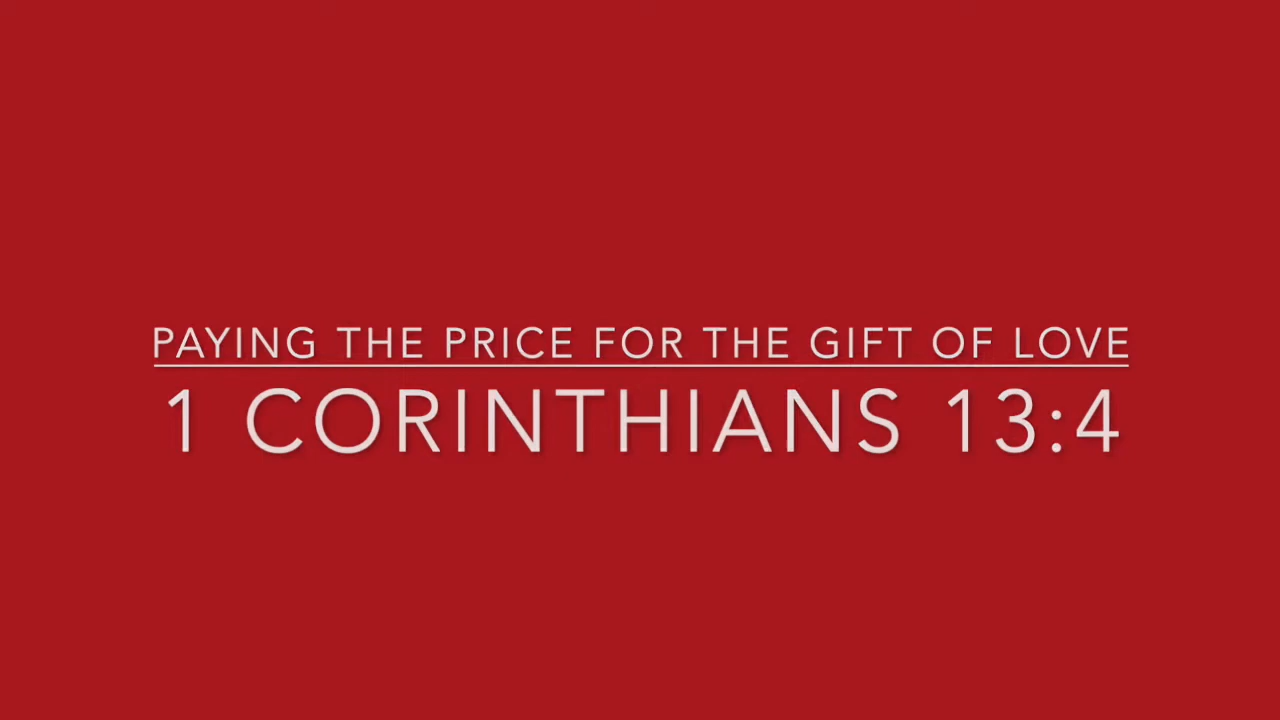 PAYING THE PRICE FOR THE GIFT OF LOVE
1 CORINTHIANS 13:4